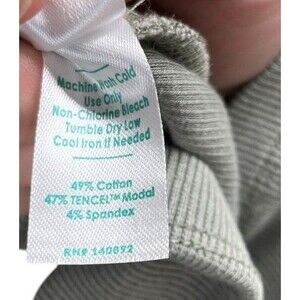 Machine Wash Cold
Use Only
Non-Chlorine Bleach
Tumble Dry Low
Cool Iron If Needed
49% Cotton
47% TENCEL™ Modal
4% Spandex
RN# 140892